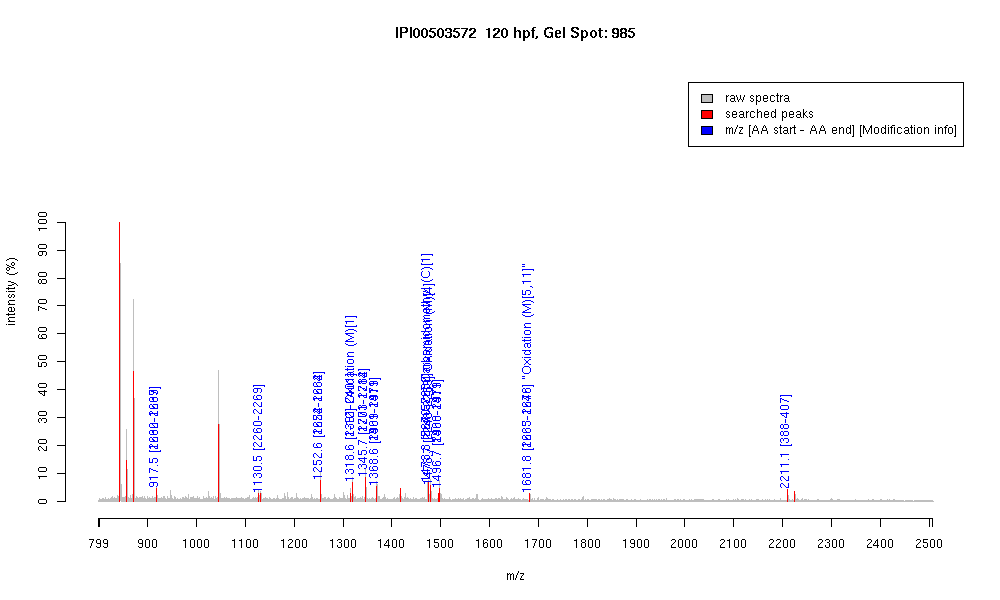 IPI00503572 120 hpf, Gel Spot: 985
raw spectra
searched peaks
m/z [AA start - AA end] [Modification info]
intensity (%)
100
90
80
70
60
50
40
30
20
10
0
917.5
1130.5 [2260-2269]
1252.6
1318.6 Oxidation (M)[1]
1345.7
1368.6
1496.7
1681.8 "Oxidation (M)[5,11]"
2211.1 [388-407]
799 900 1000 1100 1200 1300 1400 1500 1600 1700 1800 1900 2000 2100 2200 2300 2400 2500
m/z